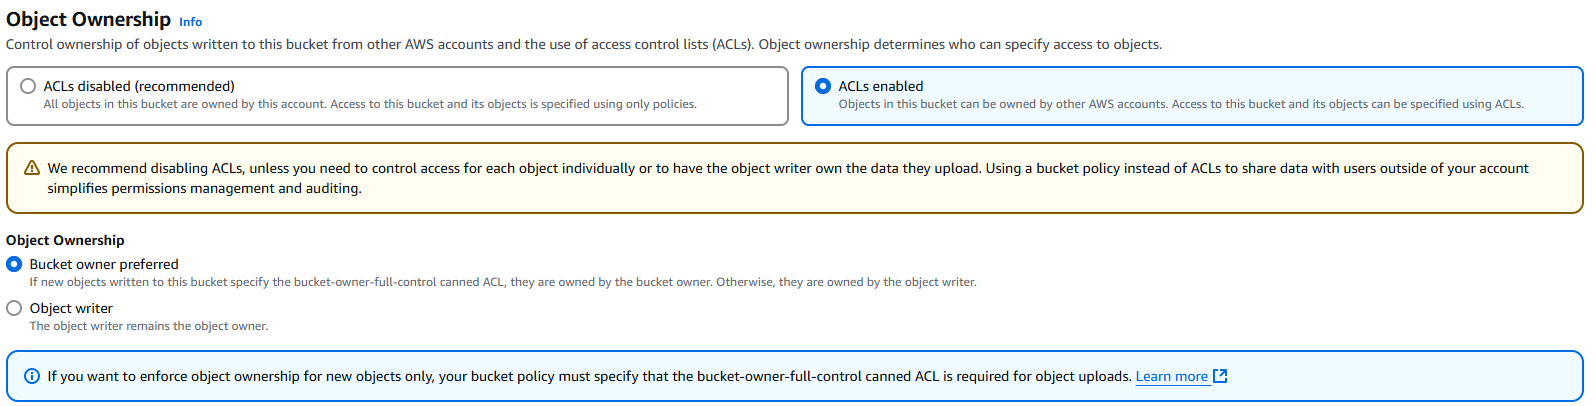 Object Ownership Info
Control ownership of objects written to this bucket from other AWS accounts and the use of access control lists (ACLs). Object ownership determines who can specify access to objects.
ACLs disabled (recommended)
All objects in this bucket are owned by this account. Access to this bucket and its objects is specified using only policies.
ACLs enabled
Objects in this bucket can be owned by other AWS accounts. Access to this bucket and its objects can be specified using ACLs.
We recommend disabling ACLs, unless you need to control access for each object individually or to have the object writer own the data they upload. Using a bucket policy instead of ACLs to share data with users outside of your account
simplifies permissions management and auditing.
Object Ownership
Bucket owner preferred
If new objects written to this bucket specify the bucket-owner-full-control canned ACL, they are owned by the bucket owner. Otherwise, they are owned by the object writer.
Object writer
The object writer remains the object owner.
If you want to enforce object ownership for new objects only, your bucket policy must specify that the bucket-owner-full-control canned ACL is required for object uploads. Learn more